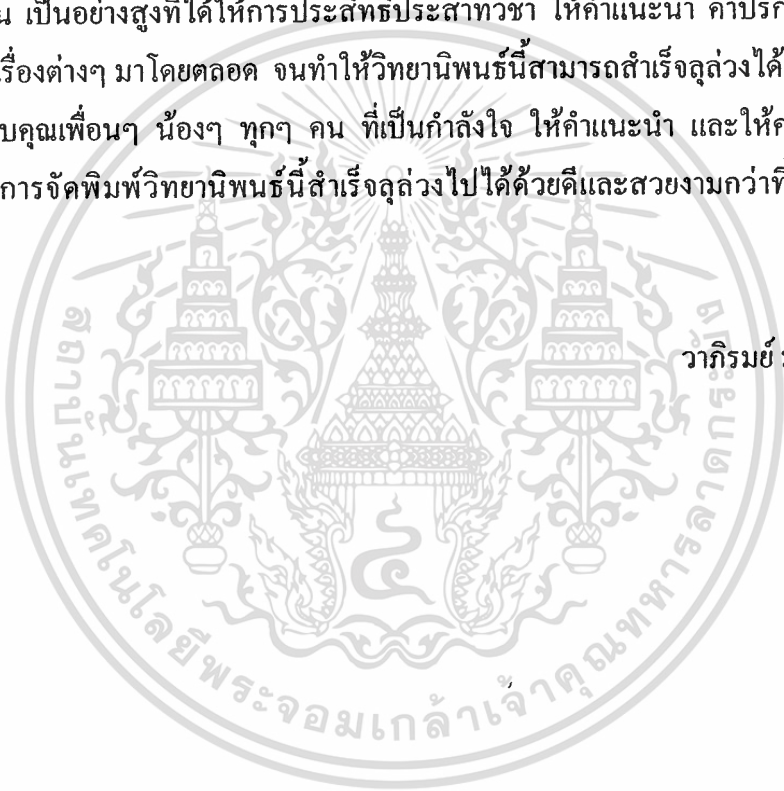 น เป็นอย่างสูงที่ได้ให้การประสิทธิ์ประสาทวิชา ให้คำแนะนำ คำปรึก
รื่องต่างๆ มาโดยตลอด จนทำให้วิทยานิพนธ์นี้สามารถสำเร็จลุล่วงได้
บคุณเพื่อนๆ น้องๆ ทุกๆ คน ที่เป็นกำลังใจ ให้คำแนะนำ และให้ค
การจัดพิมพ์วิทยานิพนธ์นี้สำเร็จลุล่วงไปได้ด้วยดีและสวยงามกว่าที่
วาภิรมย์
สถาบันเทคโนโลยีพระจอมเกล้าเจ้าคุณทหารลาดกระบัง